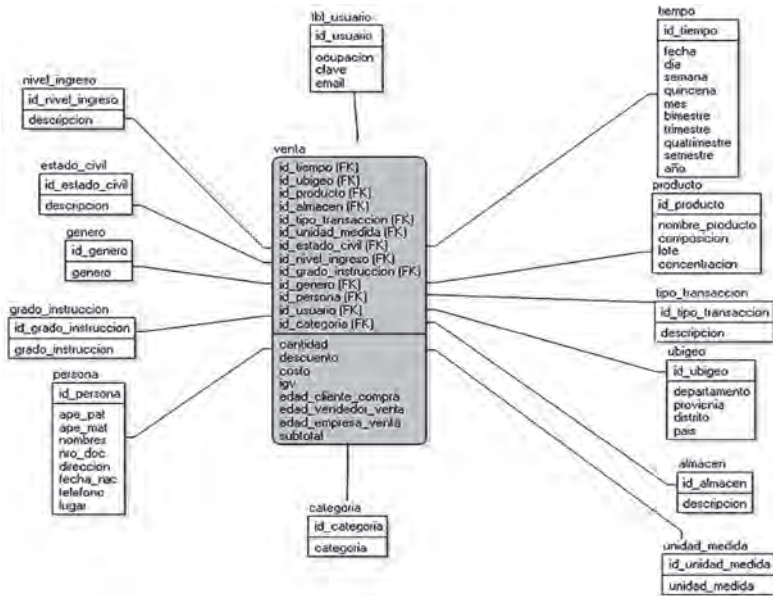 tbl_usuario
id_usuario
ocupacion
clave
email
tiempo
id_tiempo
fecha
dia
semana
quincena
mes
bimestre
trimestre
quatrimestre
semestre
año
nivel_ingreso
id_nivel_ingreso
descripcion
estado_civil
id_estado_civil
descripcion
genero
id_genero
genero
grado_instruccion
id_grado_instruccion
grado_instruccion
persona
id_persona
ape_pat
ape_mat
nombres
nro_doc
direccion
fecha_nac
telefono
lugar
venta
id_tiempo (FK)
id_ubigeo (FK)
id_producto (FK)
id_almacen (FK)
id_tipo_transaccion (FK)
id_unidad_medida (FK)
id_estado_civil (FK)
id_nivel_ingreso (FK)
id_grado_instruccion (FK)
id_genero (FK)
id_persona (FK)
id_usuario (FK)
id_categoria (FK)
cantidad
descuento
costo
igv
edad_cliente_compra
edad_vendedor_venta
edad_empresa_venta
subtotal
categoria
id_categoria
categoria
producto
id_producto
nombre_producto
composicion
lote
concentracion
tipo_transaccion
id_tipo_transaccion
descripcion
ubigeo
id_ubigeo
departamento
provicnia
distrito
pais
almacen
id_almacen
descripcion
unidad_medida
id_unidad_medida
unidad_medida